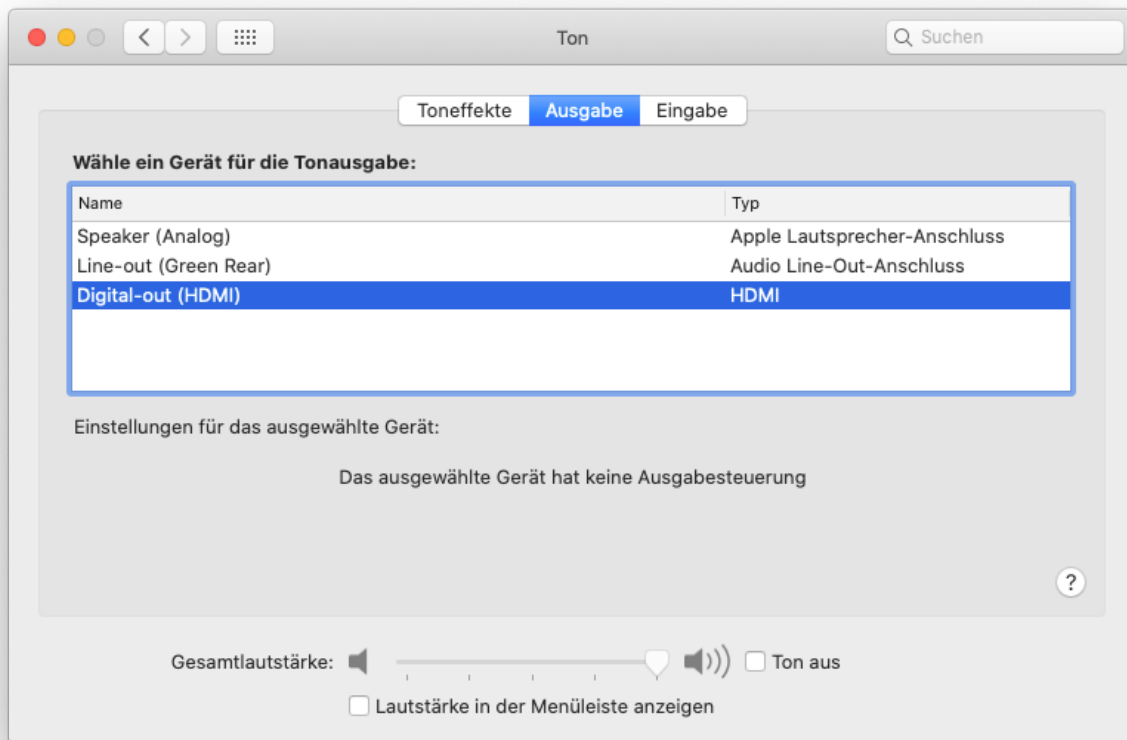 Ton
Suchen
Toneffekte Ausgabe Eingabe
Wähle ein Gerät für die Tonausgabe:
Name Typ
Speaker (Analog) Apple Lautsprecher-Anschluss
Line-out (Green Rear) Audio Line-Out-Anschluss
Digital-out (HDMI) HDMI
Einstellungen für das ausgewählte Gerät:
Das ausgewählte Gerät hat keine Ausgabesteuerung
?
Gesamtlautstärke: Ton aus
Lautstärke in der Menüleiste anzeigen